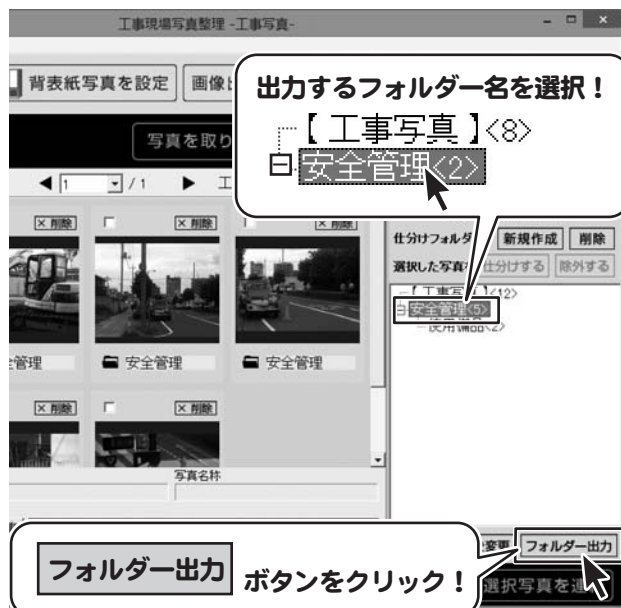 工事現場写真整理 -工事写真-
背表紙写真を設定
画像
出力するフォルダー名を選択！
【 工事写真 】<8>
安全管理<2>
写真を取り
1 / 1
工
× 削除
× 削除
× 削除
管理
安全管理
安全管理
× 削除
× 削除
写真名称
仕分けフォルダ
新規作成
削除
選択した写真を
仕分けする
除外する
【 工事写真 】<12>
安全管理<5>
使用備品<2>
変更
フォルダー出力
フォルダー出力 ボタンをクリック！
選択写真を